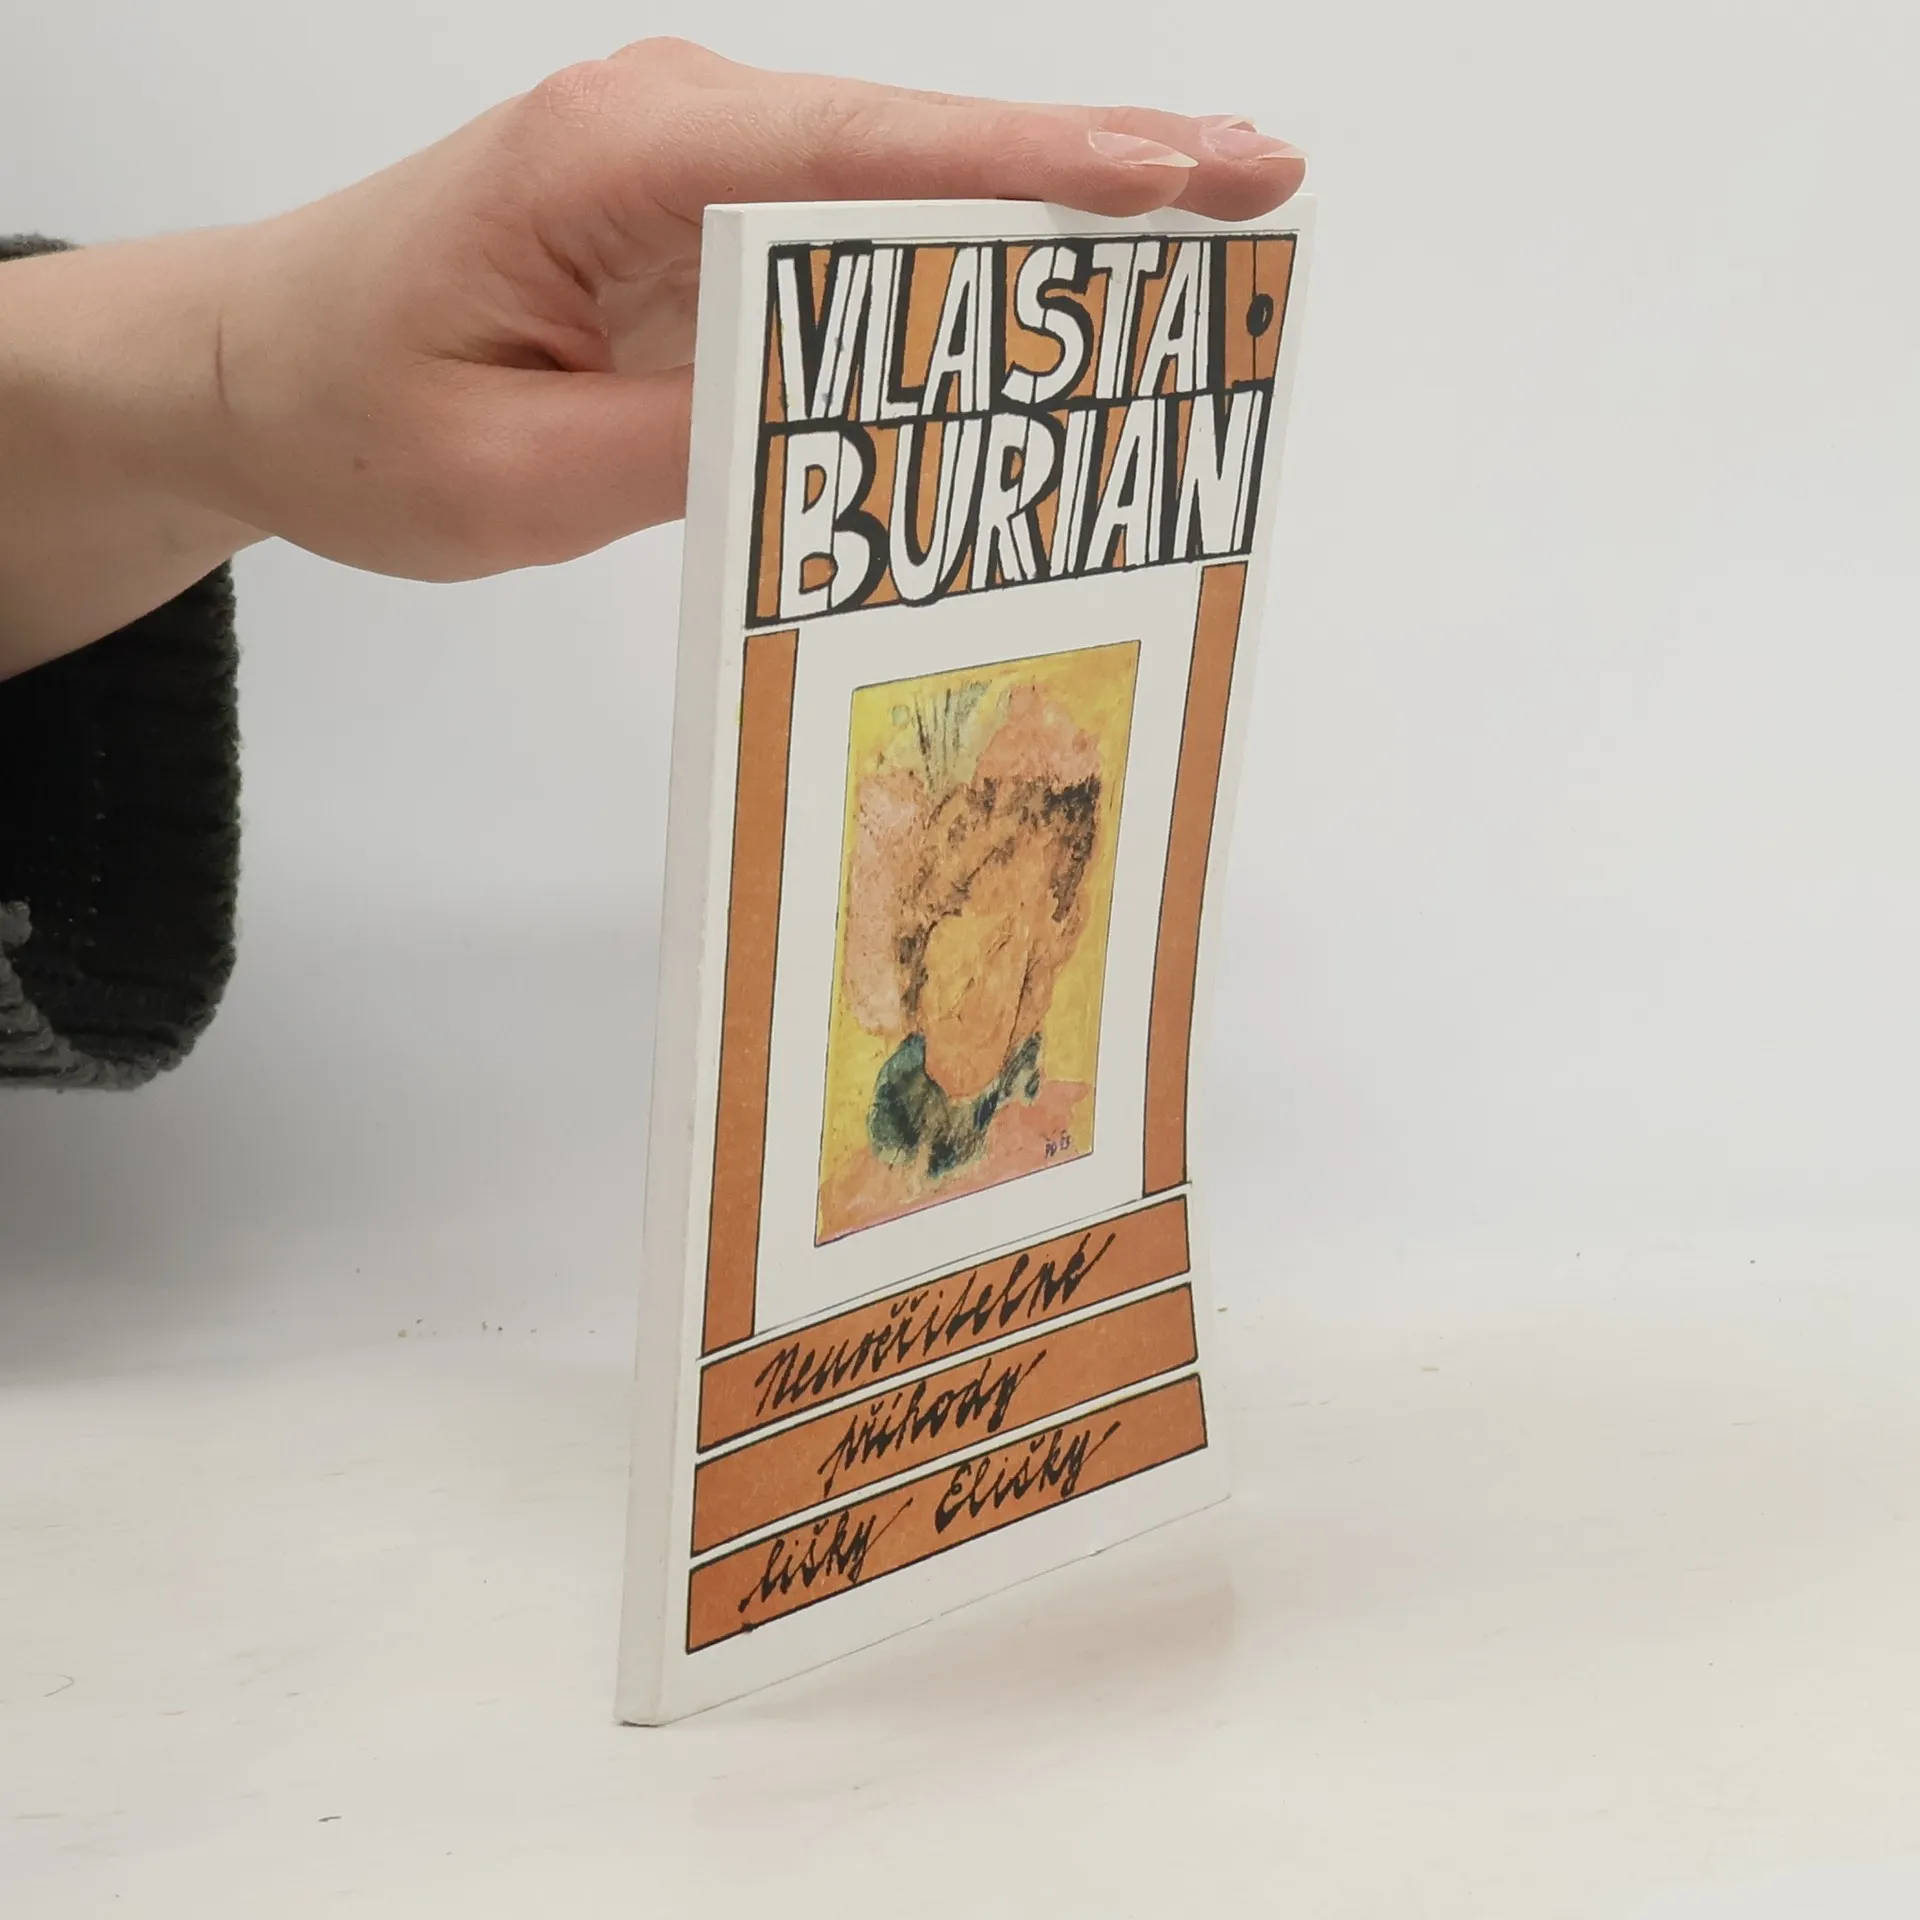 VLASTA
BURIAN
Neuvěřitelné
příhody
lišky Elišky